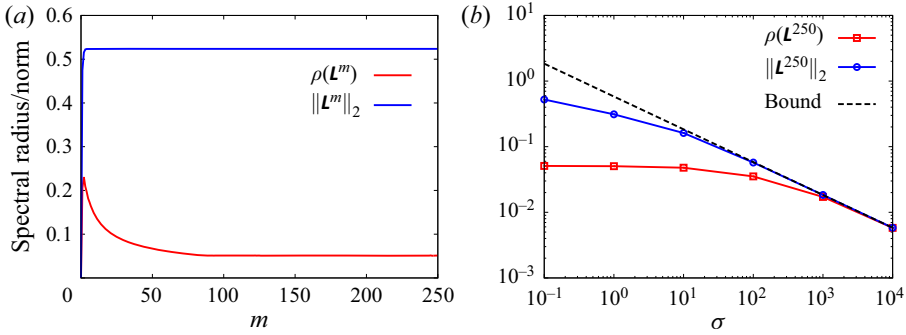 (a)
0.6
0.5
0.4
0.3
0.2
0.1
0
50
100
150
200
250
Spectral radius/norm
m
ρ(L^m)
||L^m||_2
(b)
10^1
10^0
10^−1
10^−2
10^−3
10^−1
10^0
10^1
10^2
10^3
10^4
σ
ρ(L^250)
||L^250||_2
Bound